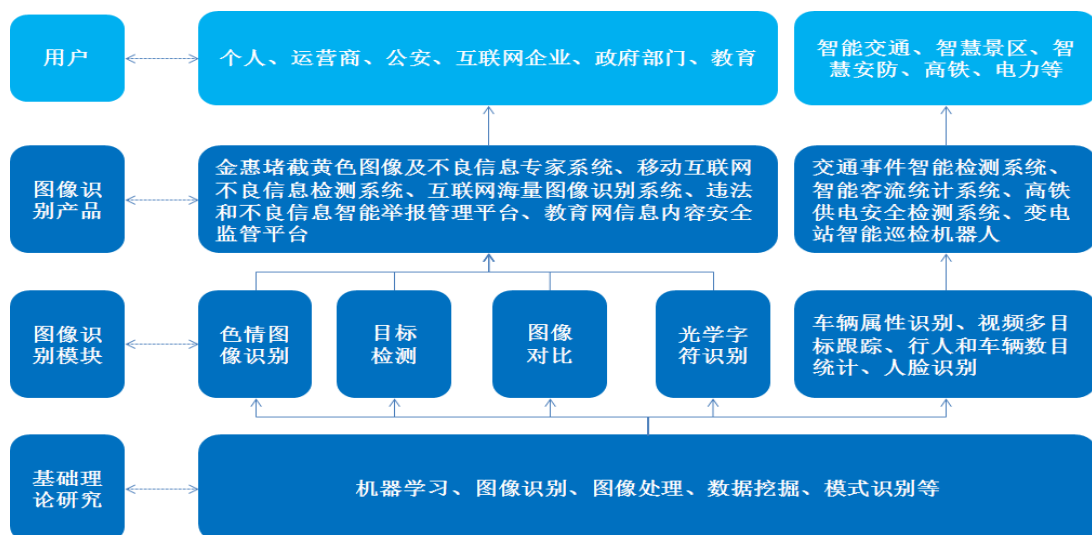 用户
个人、运营商、公安、互联网企业、政府部门、教育
智能交通、智慧景区、智
慧安防、高铁、电力等
图像识
别产品
金惠堵截黄色图像及不良信息专家系统、移动互联网
不良信息检测系统、互联网海量图像识别系统、违法
和不良信息智能举报管理平台、教育网信息内容安全
监管平台
交通事件智能检测系统、
智能客流统计系统、高铁
供电安全检测系统、变电
站智能巡检机器人
图像识
别模块
色情图
像识别
目标
检测
图像
对比
光学字
符识别
车辆属性识别、视频多目
标跟踪、行人和车辆数目
统计、人脸识别
基础理
论研究
机器学习、图像识别、图像处理、数据挖掘、模式识别等